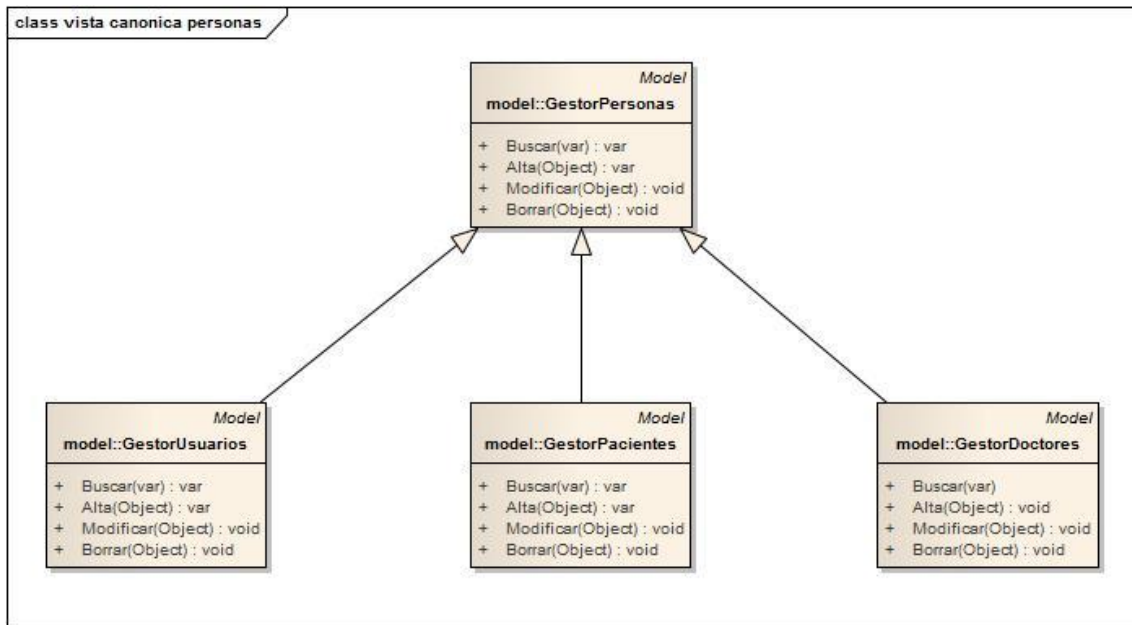 class vista canonica personas
Model
model::GestorPersonas
+ Buscar(var) : var
+ Alta(Object) : var
+ Modificar(Object) : void
+ Borrar(Object) : void
Model
model::GestorUsuarios
+ Buscar(var) : var
+ Alta(Object) : var
+ Modificar(Object) : void
+ Borrar(Object) : void
Model
model::GestorPacientes
+ Buscar(var) : var
+ Alta(Object) : var
+ Modificar(Object) : void
+ Borrar(Object) : void
Model
model::GestorDoctores
+ Buscar(var)
+ Alta(Object) : void
+ Modificar(Object) : void
+ Borrar(Object) : void